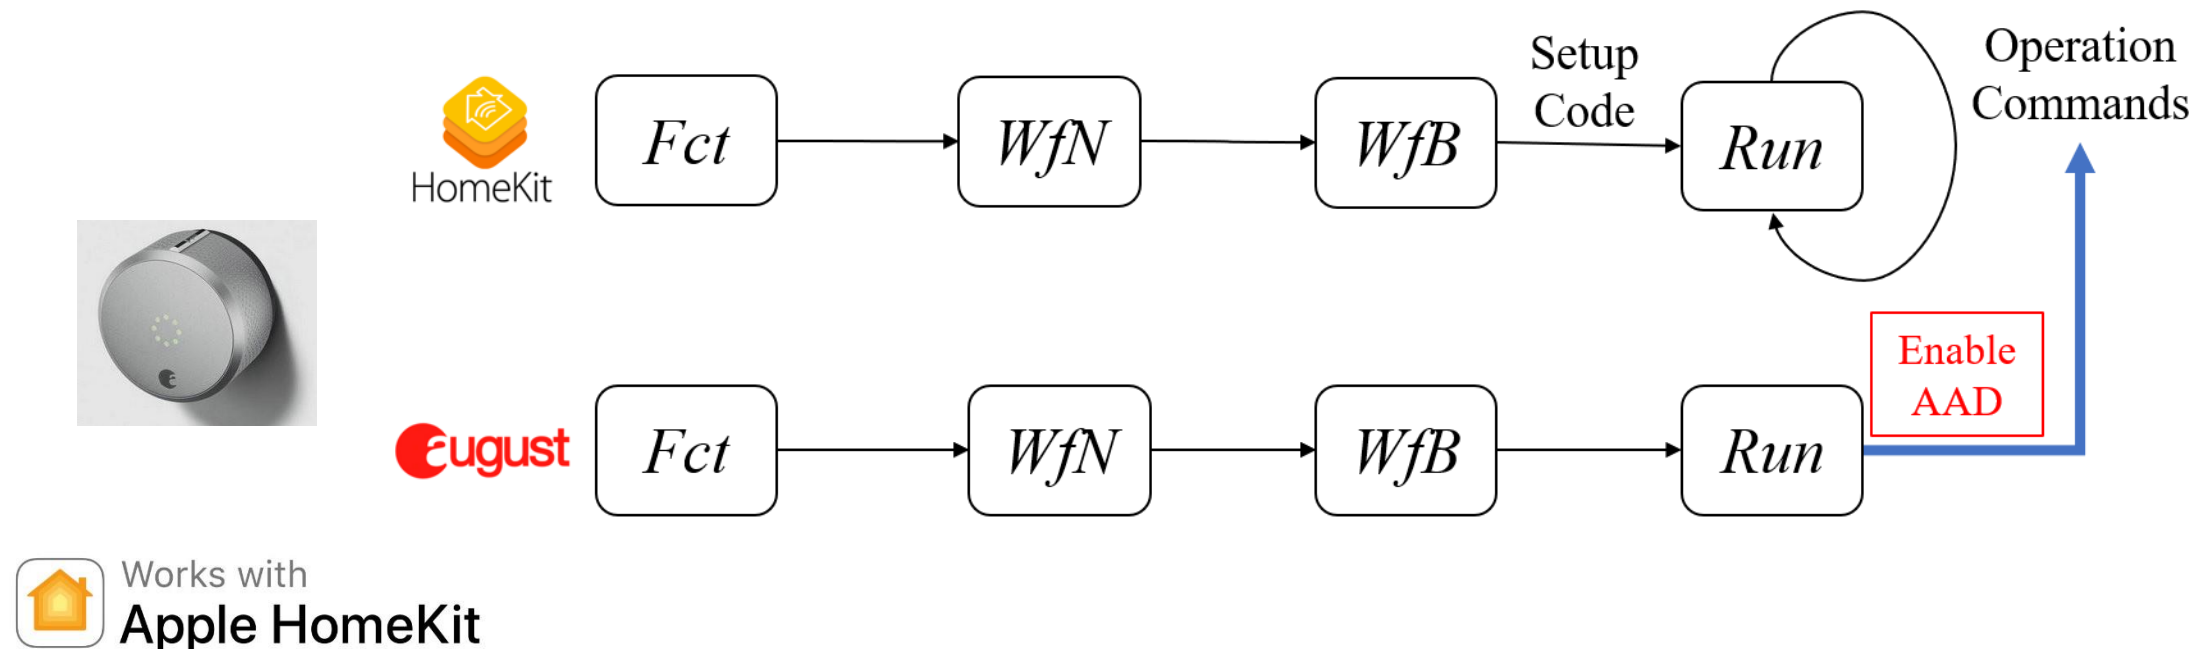 HomeKit
Fct
WfN
WfB
Setup
Code
Run
Operation
Commands
august
Fct
WfN
WfB
Run
Enable
AAD
Works with
Apple HomeKit